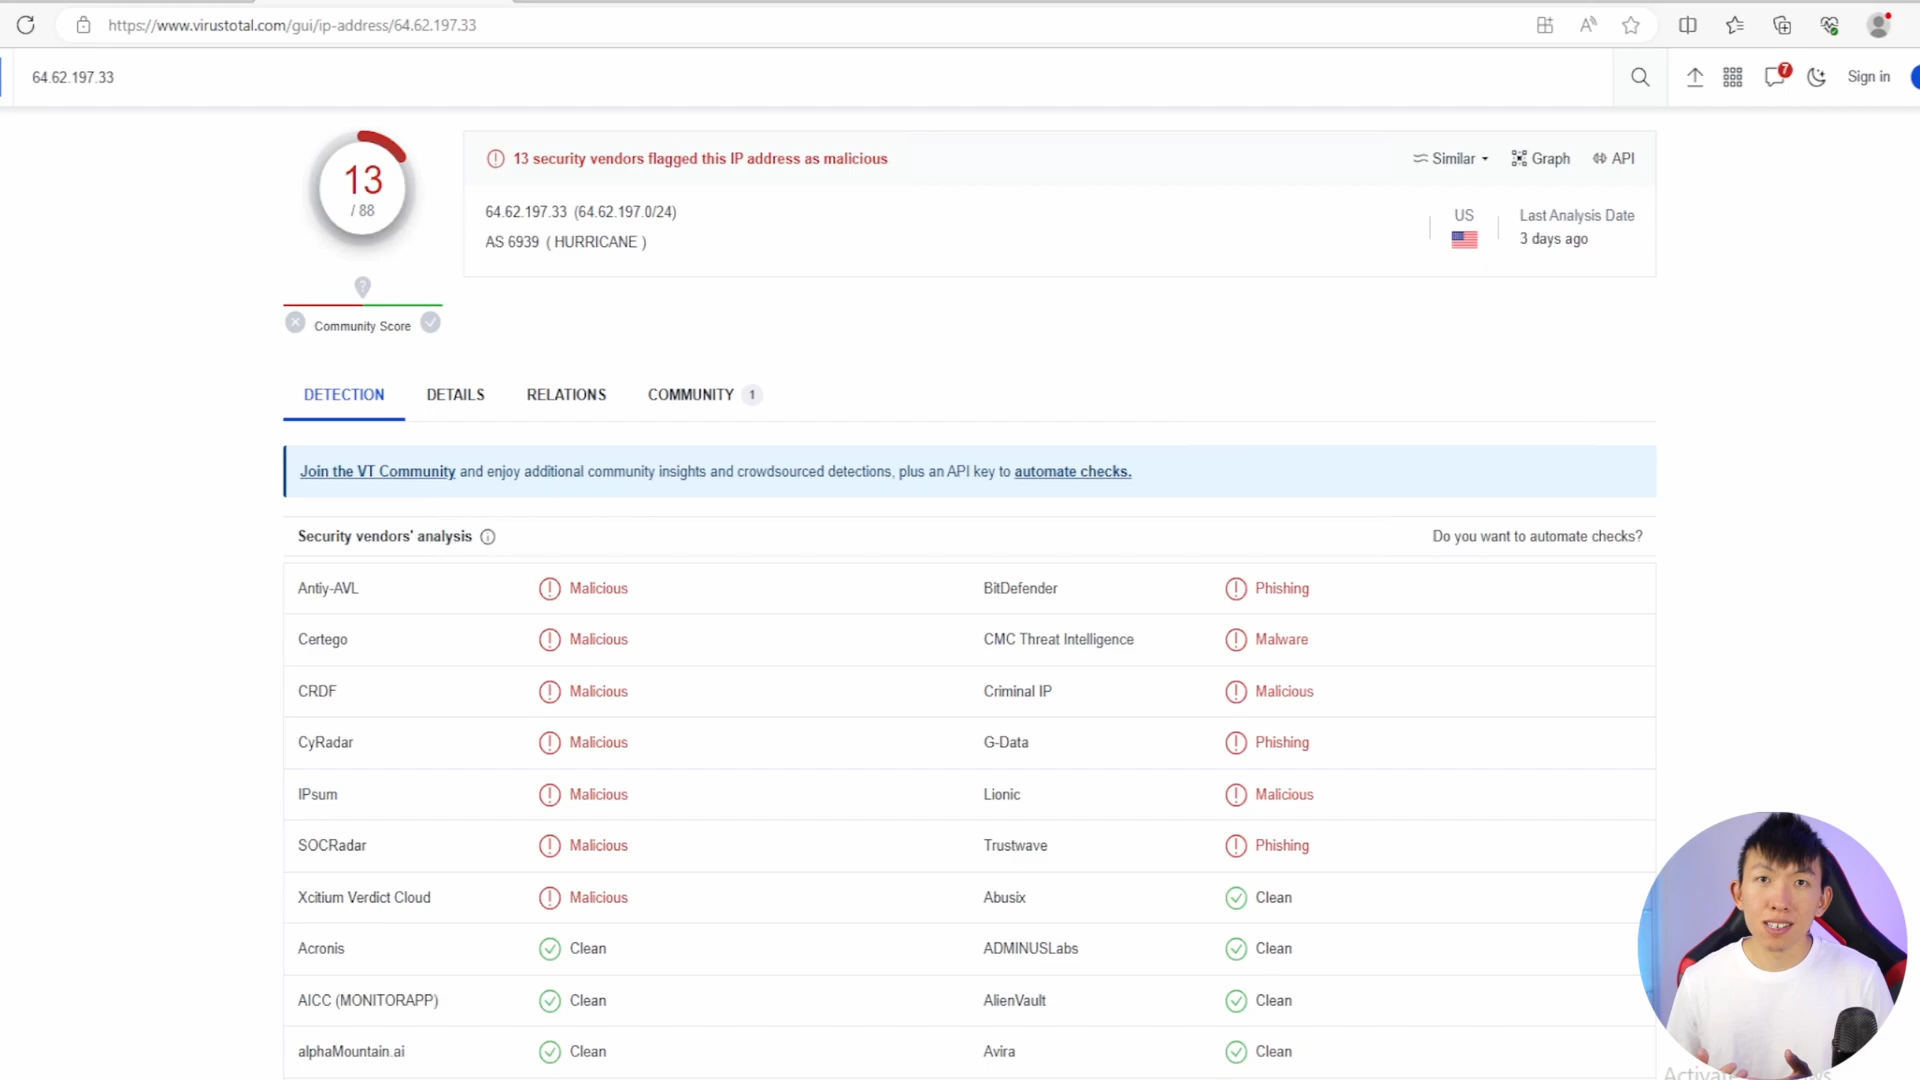 https://www.virustotal.com/gui/ip-address/64.62.197.33
64.62.197.33
7
Sign in
13
/ 88
13 security vendors flagged this IP address as malicious
Similar
Graph
API
64.62.197.33 (64.62.197.0/24)
AS 6939 ( HURRICANE )
US
Last Analysis Date
3 days ago
?
Community Score
DETECTION
DETAILS
RELATIONS
COMMUNITY
1
Join the VT Community and enjoy additional community insights and crowdsourced detections, plus an API key to automate checks.
Security vendors' analysis
Do you want to automate checks?
Antiy-AVL Malicious BitDefender Phishing
Certego Malicious CMC Threat Intelligence Malware
CRDF Malicious Criminal IP Malicious
CyRadar Malicious G-Data Phishing
IPsum Malicious Lionic Malicious
SOCRadar Malicious Trustwave Phishing
Xcitium Verdict Cloud Malicious Abusix Clean
Acronis Clean ADMINUSLabs Clean
AICC (MONITORAPP) Clean AlienVault Clean
alphaMountain.ai Clean Avira Clean